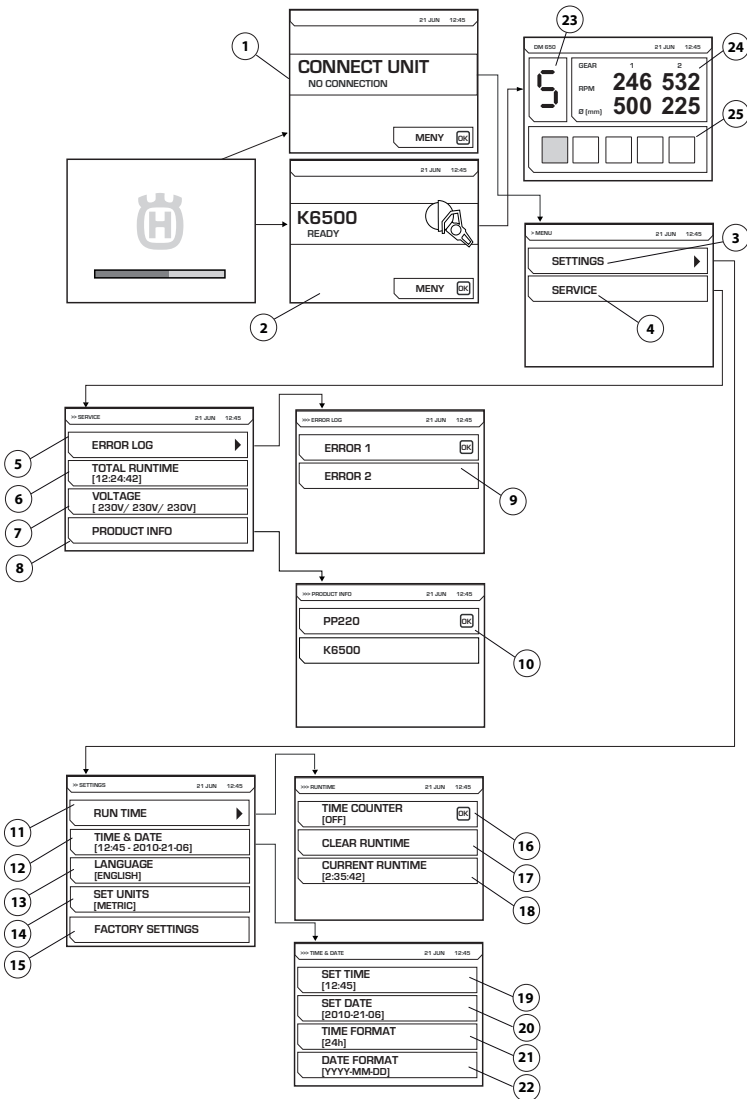 21 JUN 12:45
CONNECT UNIT
NO CONNECTION
MENY OK
1
H
21 JUN 12:45
K6500
READY
MENY OK
2
23
24
DM 650 21 JUN 12:45
5
GEAR 1 2
RPM 246 532
Ø [mm] 500 225
25
> MENU 21 JUN 12:45
SETTINGS
SERVICE
3
4
>> SERVICE 21 JUN 12:45
ERROR LOG
TOTAL RUNTIME
[12:24:42]
VOLTAGE
[ 230V/ 230V/ 230V]
PRODUCT INFO
5
6
7
8
>>> ERROR LOG 21 JUN 12:45
ERROR 1 OK
ERROR 2
9
>>> PRODUCT INFO 21 JUN 12:45
PP220 OK
K6500
10
>> SETTINGS 21 JUN 12:45
RUN TIME
TIME & DATE
[12:45 - 2010-21-06]
LANGUAGE
[ENGLISH]
SET UNITS
[METRIC]
FACTORY SETTINGS
11
12
13
14
15
>>> RUNTIME 21 JUN 12:45
TIME COUNTER
[OFF] OK
CLEAR RUNTIME
CURRENT RUNTIME
[2:35:42]
16
17
18
>>> TIME & DATE 21 JUN 12:45
SET TIME
[12:45]
SET DATE
[2010-21-06]
TIME FORMAT
[24h]
DATE FORMAT
[YYYY-MM-DD]
19
20
21
22